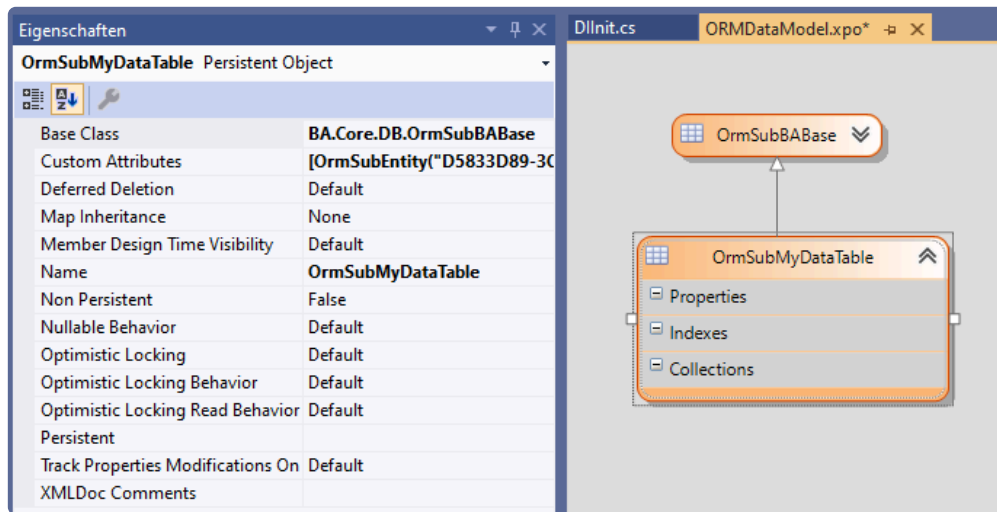 Eigenschaften
OrmSubMyDataTable Persistent Object
Base Class BA.Core.DB.OrmSubBABase
Custom Attributes [OrmSubEntity("D5833D89-3C
Deferred Deletion Default
Map Inheritance None
Member Design Time Visibility Default
Name OrmSubMyDataTable
Non Persistent False
Nullable Behavior Default
Optimistic Locking Default
Optimistic Locking Behavior Default
Optimistic Locking Read Behavior Default
Persistent
Track Properties Modifications On Default
XMLDoc Comments
DllInit.cs ORMDataModel.xpo*
OrmSubBABase
OrmSubMyDataTable
Properties
Indexes
Collections